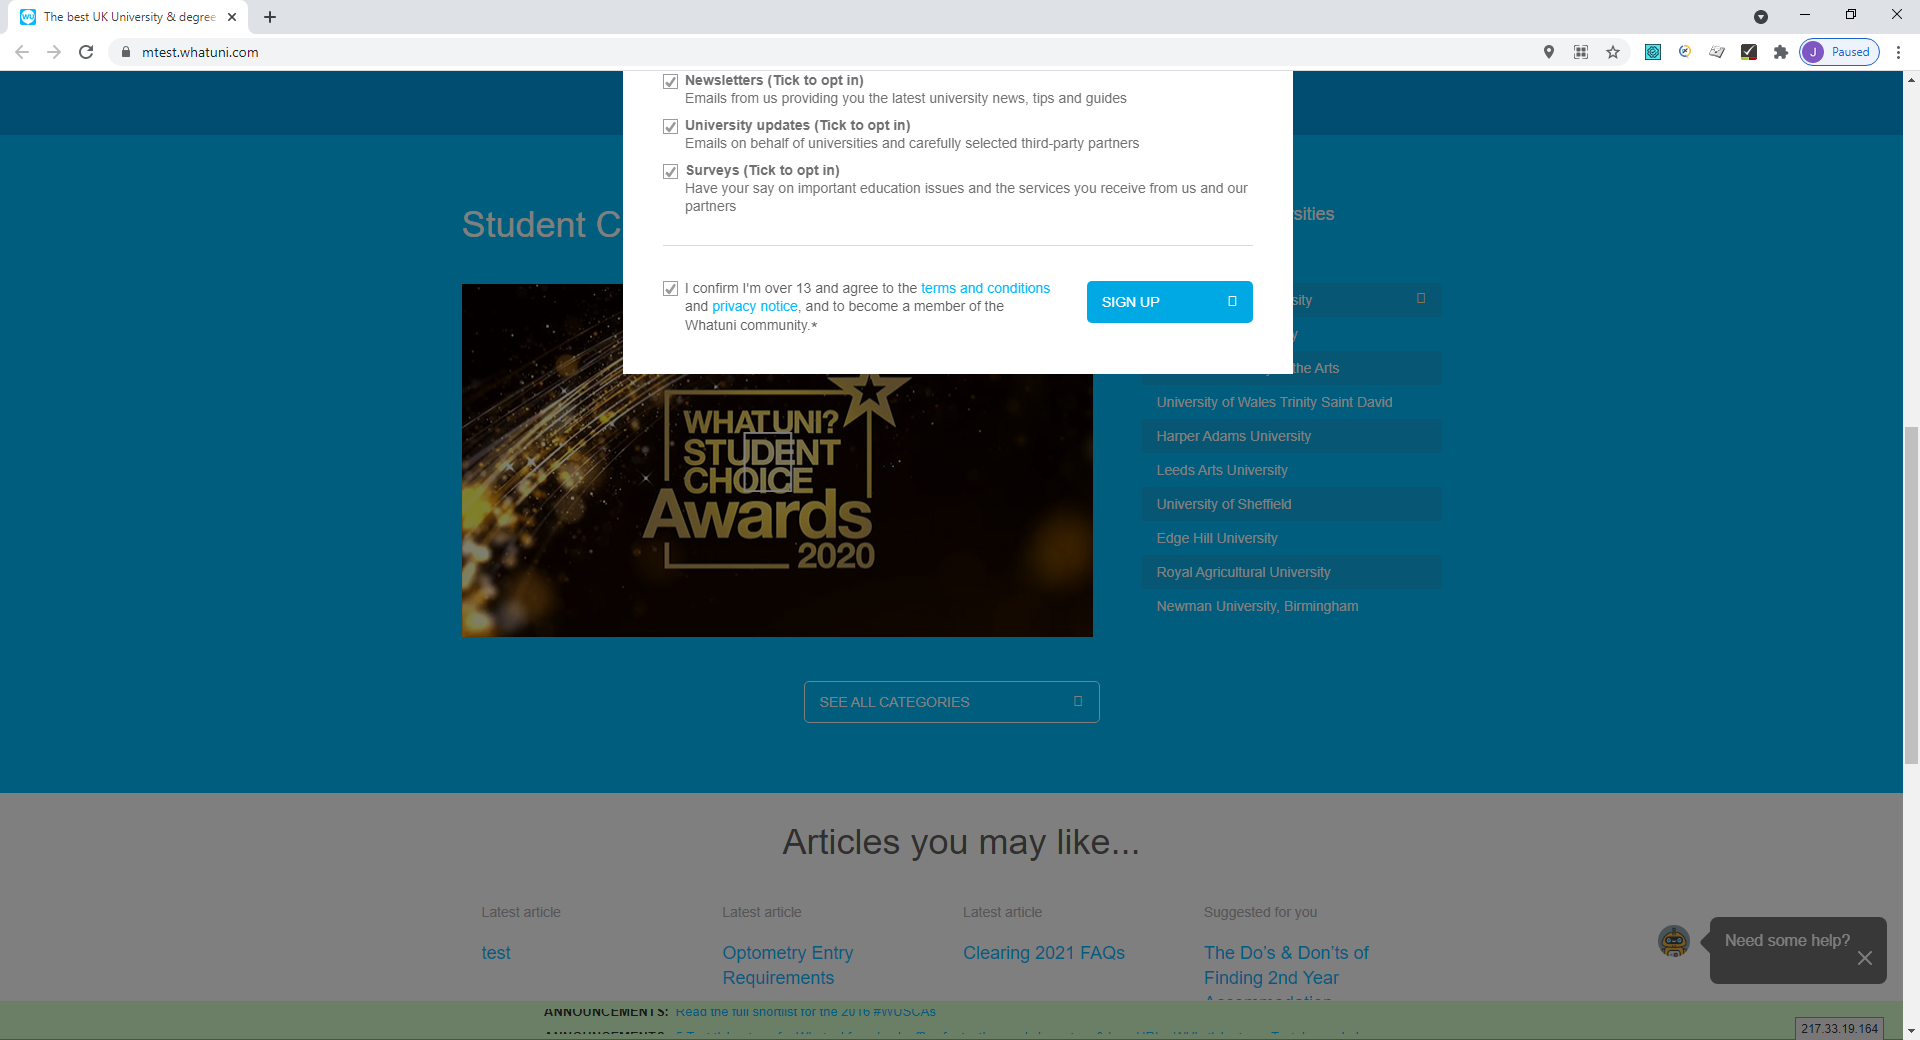 The best UK University & degree
mtest.whatuni.com
J Paused
Newsletters (Tick to opt in)
Emails from us providing you the latest university news, tips and guides
University updates (Tick to opt in)
Emails on behalf of universities and carefully selected third-party partners
Surveys (Tick to opt in)
Have your say on important education issues and the services you receive from us and our
partners
I confirm I'm over 13 and agree to the terms and conditions
and privacy notice, and to become a member of the
Whatuni community.*
SIGN UP
Student C
sities
sity
y
the Arts
University of Wales Trinity Saint David
Harper Adams University
Leeds Arts University
University of Sheffield
Edge Hill University
Royal Agricultural University
Newman University, Birmingham
WHATUNI?
STUDENT
CHOICE
Awards
2020
SEE ALL CATEGORIES
Articles you may like...
Latest article
test
Latest article
Optometry Entry
Requirements
Latest article
Clearing 2021 FAQs
Suggested for you
The Do's & Don'ts of
Finding 2nd Year
Accommodation
Need some help?
ANNOUNCEMENTS: Read the full shortlist for the 2016 #WUSCAs
ANNOUNCEMENTS:
217.33.19.164